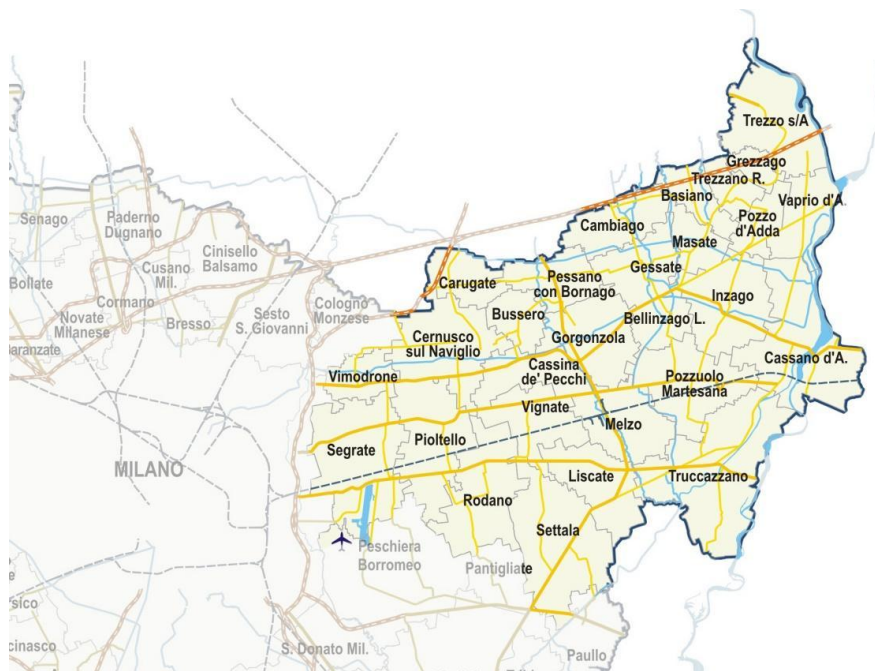 Trezzo s/A
Grezzago
Trezzano R.
Basiano
Vaprio d'A.
Senago
Paderno
Dugnano
Cambiago
Pozzo
d'Adda
Masate
Cinisello
Balsamo
Cusano
Mil.
Gessate
Bollate
Carugate
Pessano
con Bornago
Inzago
Cormano
Cologno
Monzese
Novate
Milanese
Bresso
Sesto
S. Giovanni
Bussero
Bellinzago L.
Cernusco
sul Naviglio
Gorgonzola
Baranzate
Cassano d'A.
Cassina
de' Pecchi
Vimodrone
Pozzuolo
Martesana
Vignate
Melzo
Pioltello
Segrate
MILANO
Liscate
Truccazzano
Rodano
Settala
Peschiera
Borromeo
Pantigliate
S. Donato Mil.
Paullo